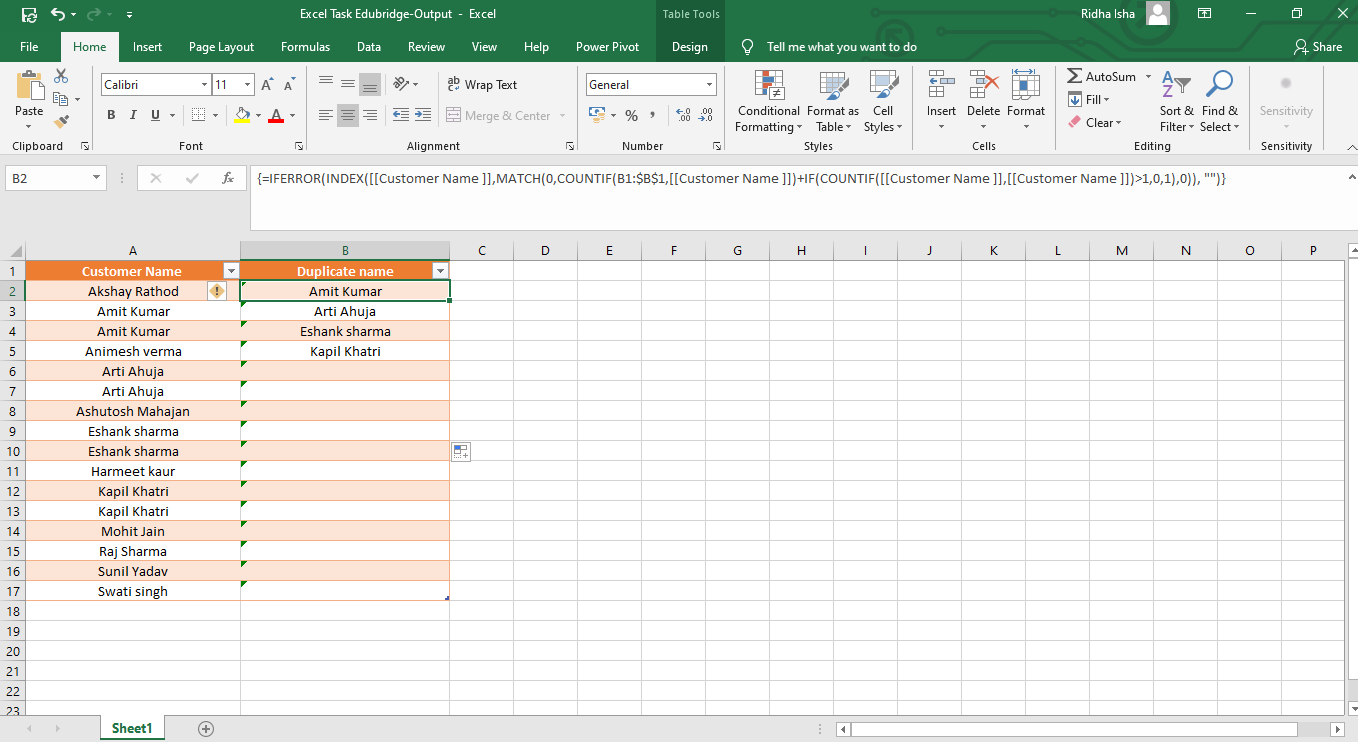 Excel Task Edubridge-Output - Excel
Table Tools
Ridha Isha
File Home Insert Page Layout Formulas Data Review View Help Power Pivot Design Tell me what you want to do Share
Paste
Clipboard
Calibri 11 A A
B I U A
Font
ab Wrap Text
Merge & Center
Alignment
General
% , .00 .00
Number
Conditional Formatting
Format as Table
Cell Styles
Styles
Insert Delete Format
Cells
AutoSum
Fill
Clear
Sort & Filter
Find & Select
Editing
Sensitivity
Sensitivity
B2 fx {=IFERROR(INDEX([[Customer Name ]],MATCH(0,COUNTIF(B1:$B$1,[[Customer Name ]])+IF(COUNTIF([[Customer Name ]],[[Customer Name ]])>1,0,1),0)), "")}
A B C D E F G H I J K L M N O P
1 Customer Name Duplicate name
2 Akshay Rathod Amit Kumar
3 Amit Kumar Arti Ahuja
4 Amit Kumar Eshank sharma
5 Animesh verma Kapil Khatri
6 Arti Ahuja
7 Arti Ahuja
8 Ashutosh Mahajan
9 Eshank sharma
10 Eshank sharma
11 Harmeet kaur
12 Kapil Khatri
13 Kapil Khatri
14 Mohit Jain
15 Raj Sharma
16 Sunil Yadav
17 Swati singh
18
19
20
21
22
23
Sheet1